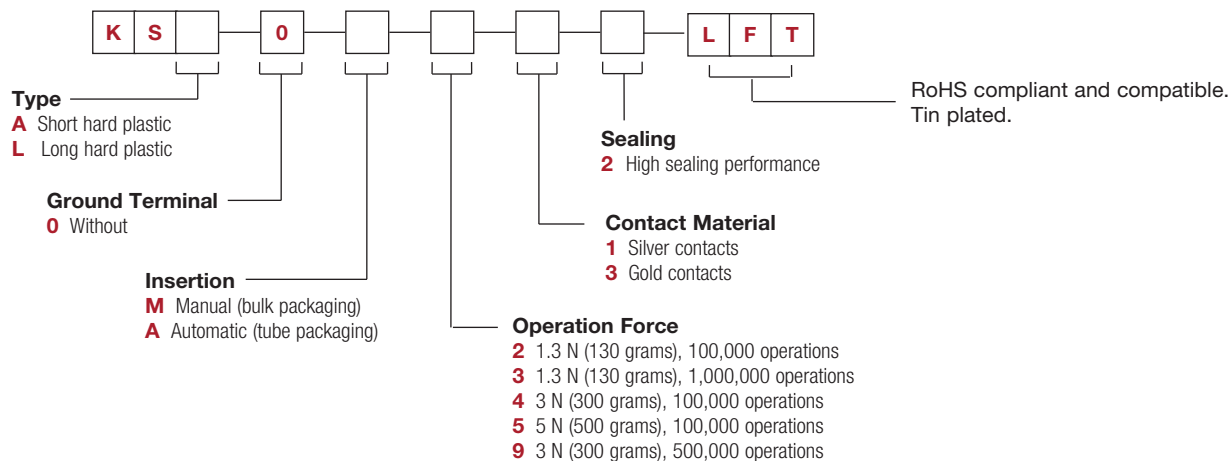 K S 0 L F T
Type
A Short hard plastic
L Long hard plastic
Ground Terminal
0 Without
Insertion
M Manual (bulk packaging)
A Automatic (tube packaging)
Operation Force
2 1.3 N (130 grams), 100,000 operations
3 1.3 N (130 grams), 1,000,000 operations
4 3 N (300 grams), 100,000 operations
5 5 N (500 grams), 100,000 operations
9 3 N (300 grams), 500,000 operations
Contact Material
1 Silver contacts
3 Gold contacts
Sealing
2 High sealing performance
RoHS compliant and compatible.
Tin plated.